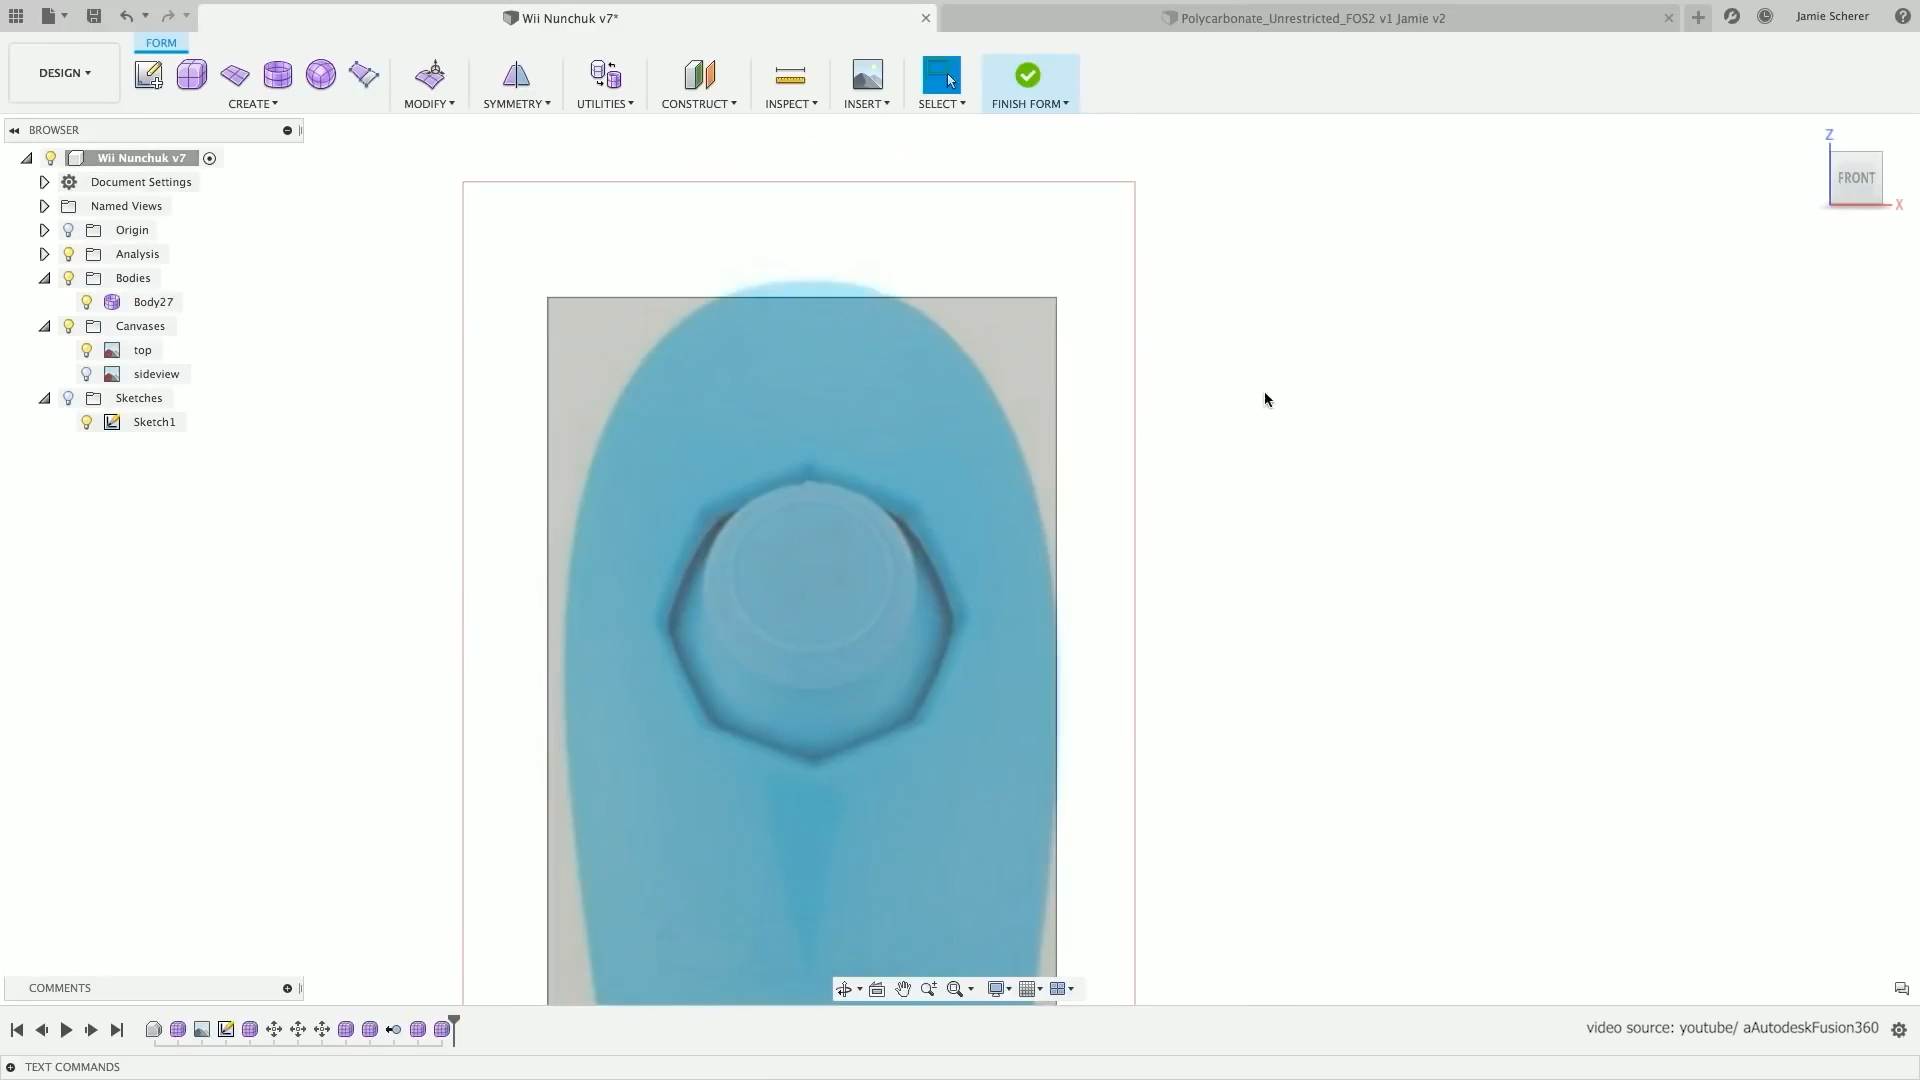 Wii Nunchuk v7*
Polycarbonate_Unrestricted_FOS2 v1 Jamie v2
Jamie Scherer
FORM
DESIGN
CREATE
MODIFY
SYMMETRY
UTILITIES
CONSTRUCT
INSPECT
INSERT
SELECT
FINISH FORM
BROWSER
Wii Nunchuk v7
Document Settings
Named Views
Origin
Analysis
Bodies
Body27
Canvases
top
sideview
Sketches
Sketch1
Z
FRONT
X
COMMENTS
video source: youtube/ aAutodeskFusion360
TEXT COMMANDS